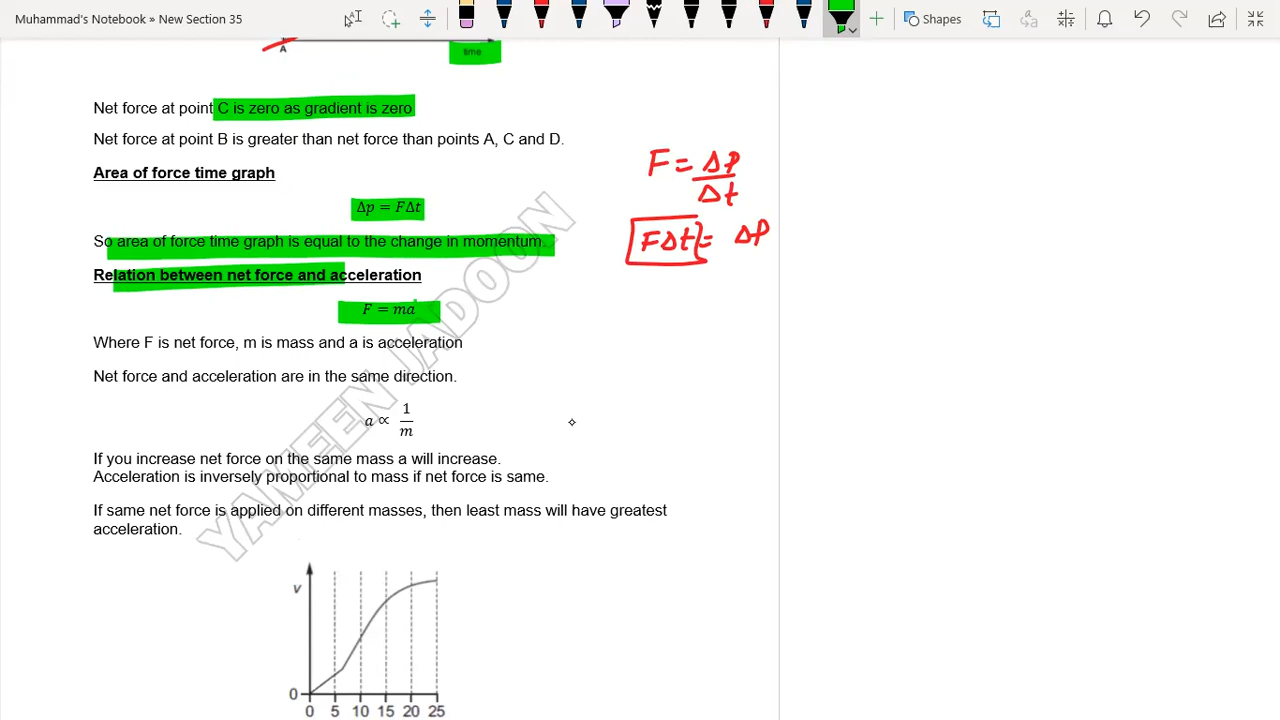 Muhammad's Notebook » New Section 35
Shapes
A
time
Net force at point C is zero as gradient is zero
Net force at point B is greater than net force than points A, C and D.
Area of force time graph
Δp = FΔt
So area of force time graph is equal to the change in momentum.
Relation between net force and acceleration
F = ma
Where F is net force, m is mass and a is acceleration
Net force and acceleration are in the same direction.
a ∝ 1/m
If you increase net force on the same mass a will increase.
Acceleration is inversely proportional to mass if net force is same.
If same net force is applied on different masses, then least mass will have greatest
acceleration.
v
0
0 5 10 15 20 25
F = ΔP/Δt
FΔt = ΔP
YAMEEN JADOON